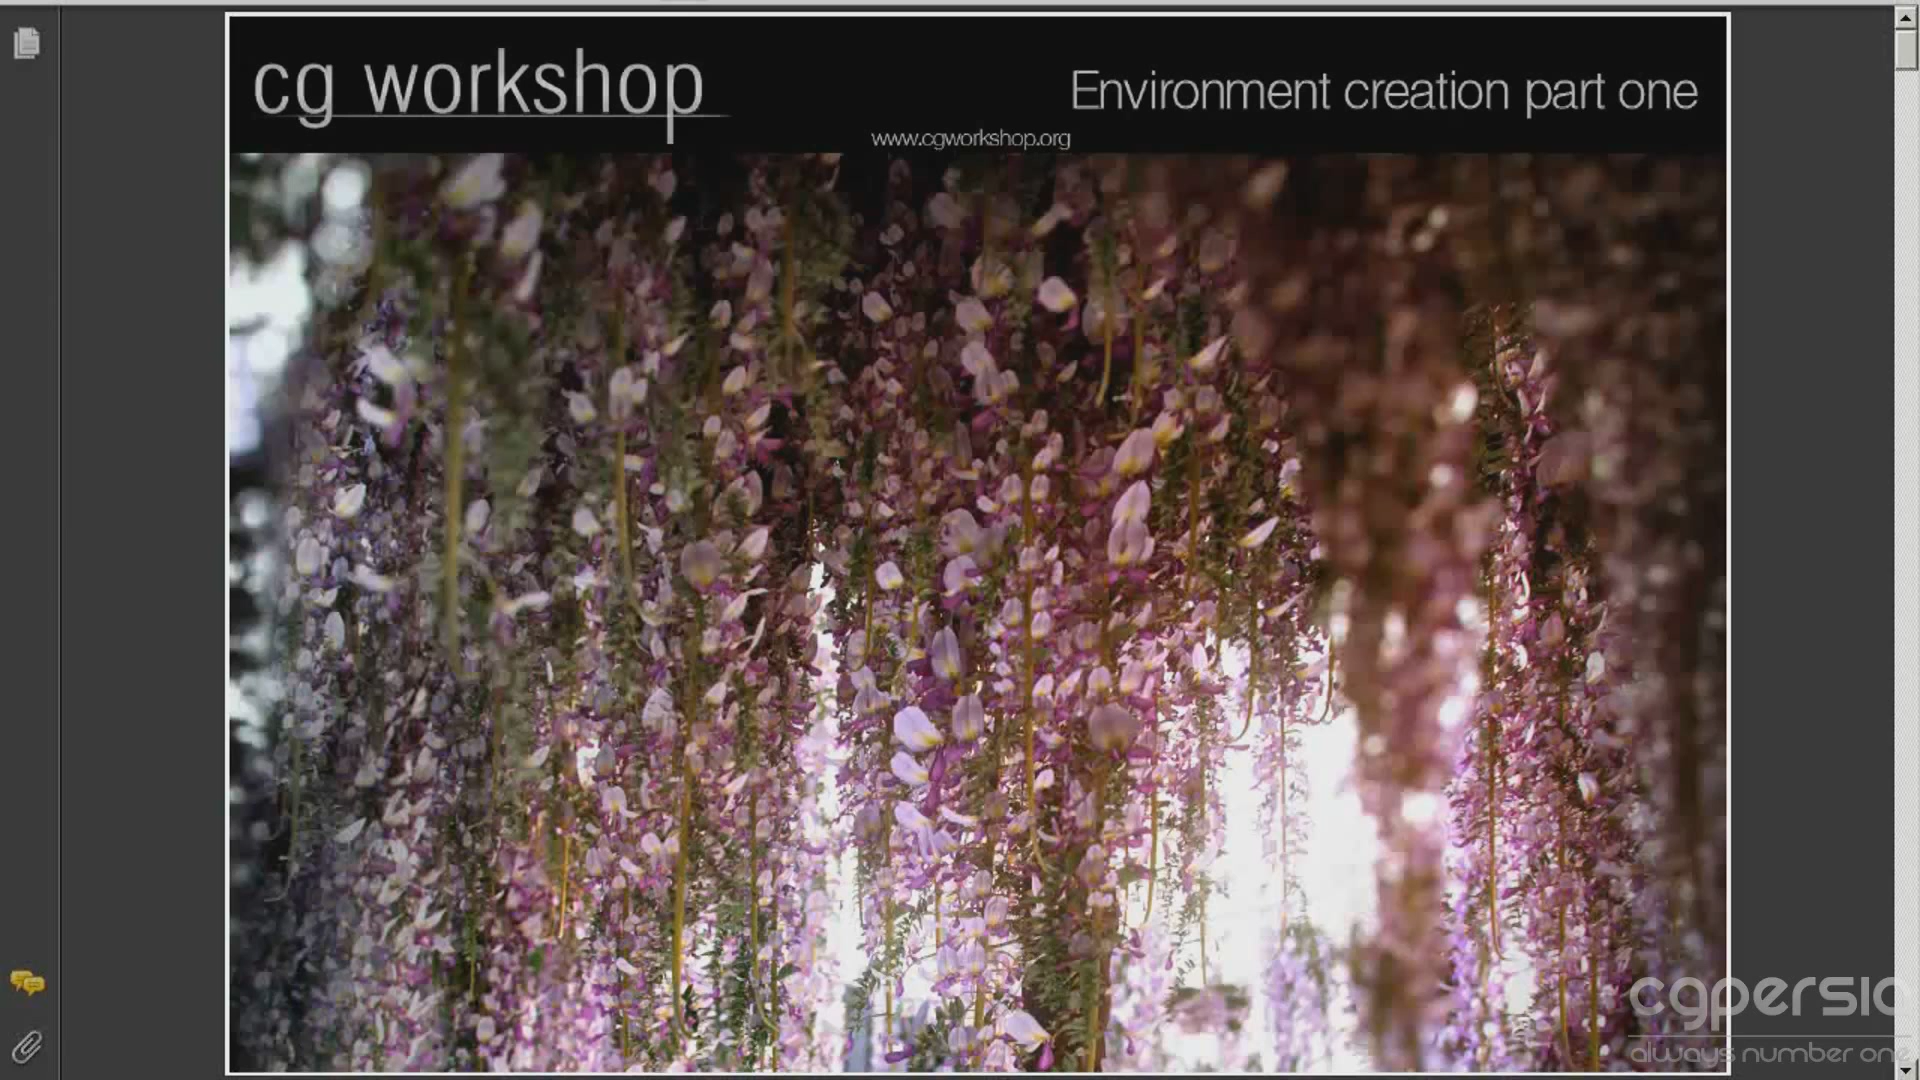 cg workshop
Environment creation part one
www.cgworkshop.org
cgpersia
always number one